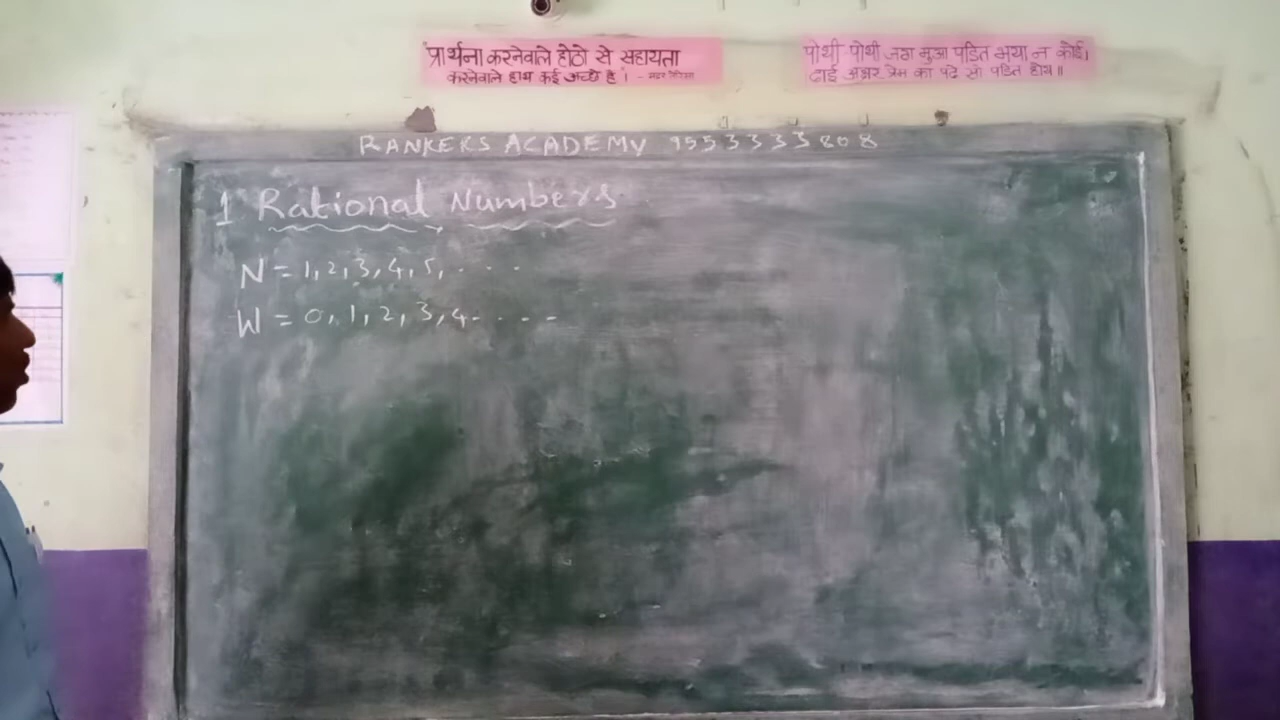 प्रार्थना करनेवाले होठो से सहायता
करनेवाले हाथ कई अच्छे है । - मदर टेरेसा
पोथी पोथी जग मुआ पंडित भया न कोई।
ढाई अक्षर प्रेम का पढे सो पंडित होय॥
RANKERS ACADEMY 9553333808
1 Rational Numbers
N = 1, 2, 3, 4, 5, . . . .
W = 0, 1, 2, 3, 4 . . . . .